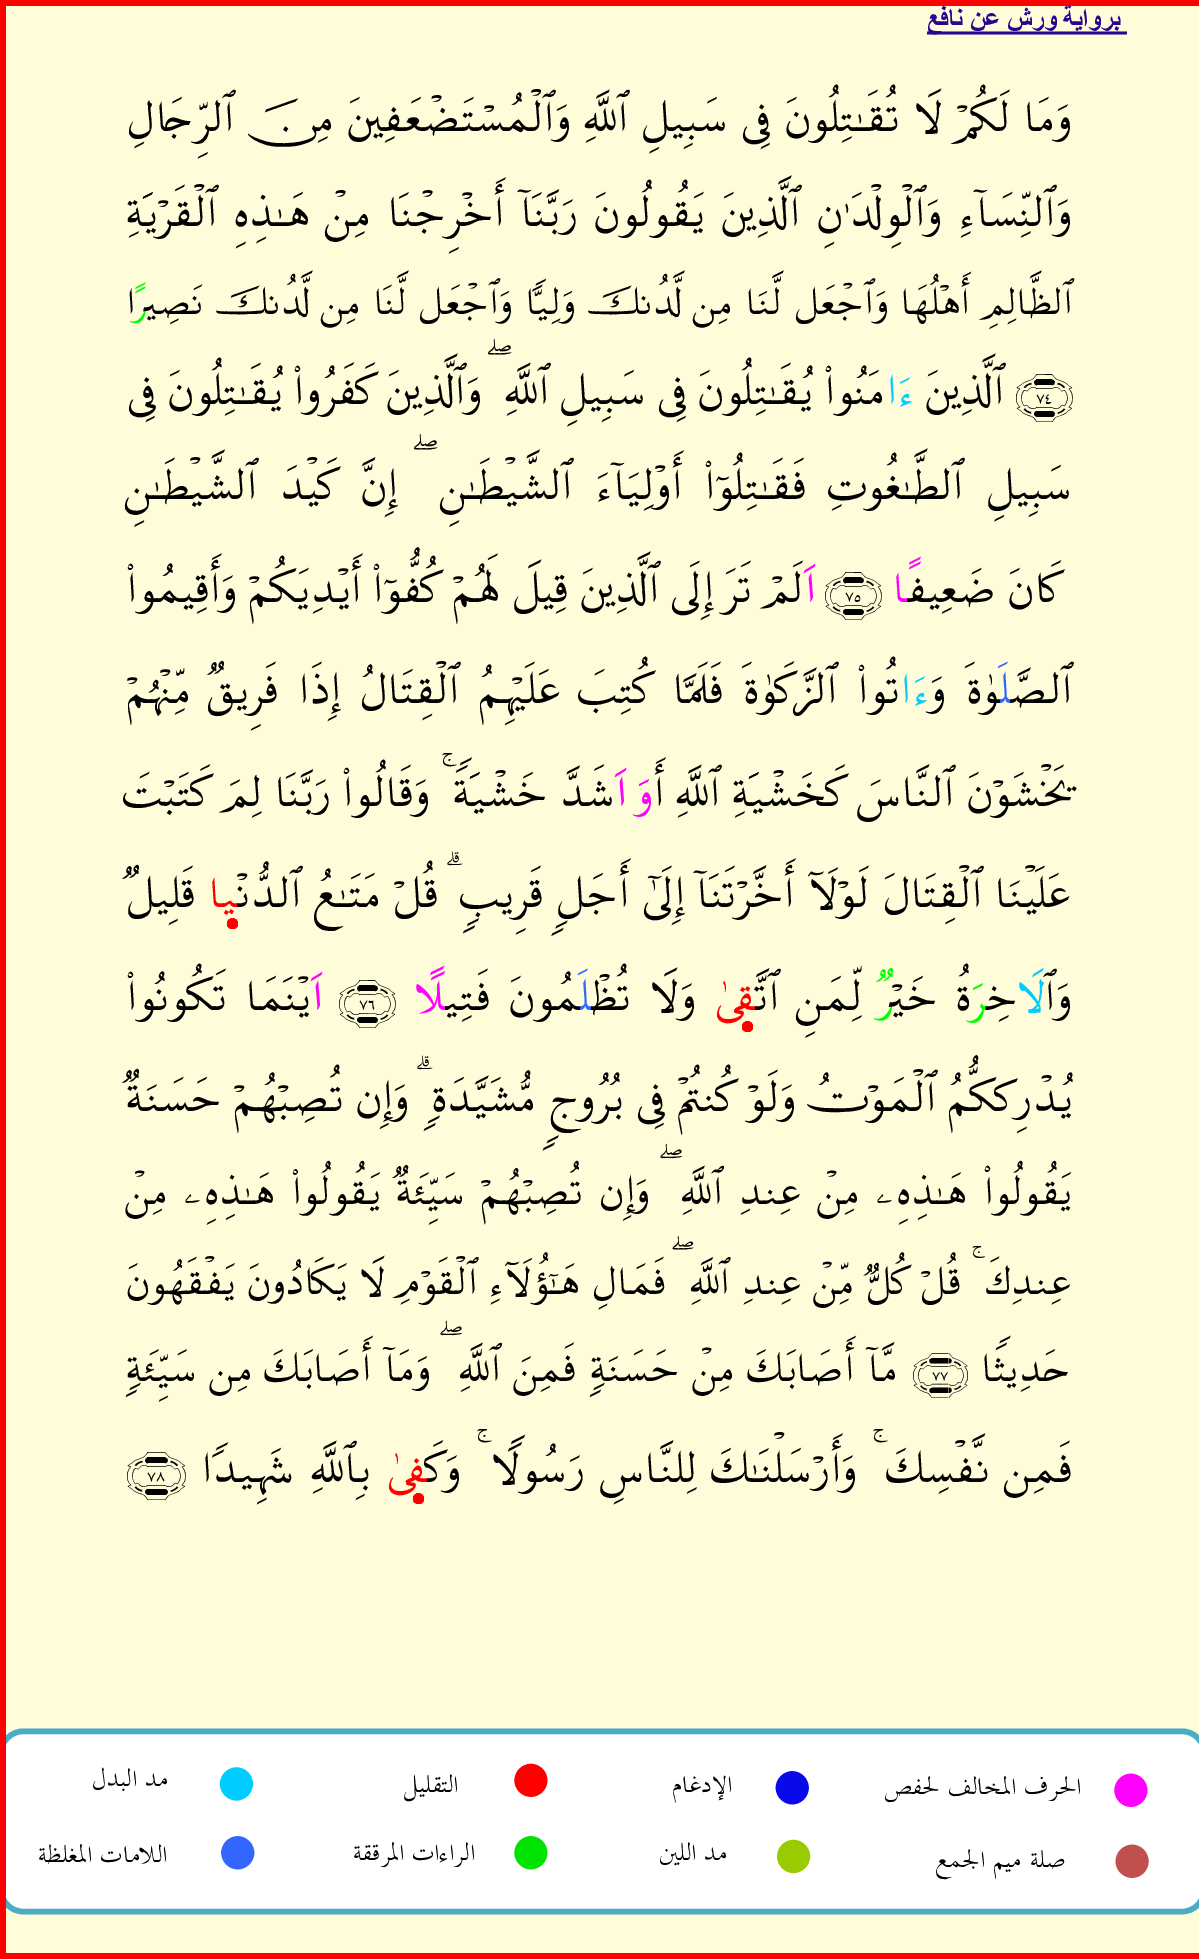 برواية ورش عن نافع
وَمَا لَكُمْ لَا تُقَـٰتِلُونَ فِى سَبِيلِ ٱللَّهِ وَٱلْمُسْتَضْعَفِينَ مِنَ ٱلرِّجَالِ
وَٱلنِّسَآءِ وَٱلْوِلْدَٰنِ ٱلَّذِينَ يَقُولُونَ رَبَّنَآ أَخْرِجْنَا مِنْ هَـٰذِهِ ٱلْقَرْيَةِ
ٱلظَّالِمِ أَهْلُهَا وَٱجْعَل لَّنَا مِن لَّدُنكَ وَلِيًّا وَٱجْعَل لَّنَا مِن لَّدُنكَ نَصِيرًا
٧٤ ٱلَّذِينَ ءَامَنُوا۟ يُقَـٰتِلُونَ فِى سَبِيلِ ٱللَّهِ ۖ وَٱلَّذِينَ كَفَرُوا۟ يُقَـٰتِلُونَ فِى
سَبِيلِ ٱلطَّـٰغُوتِ فَقَـٰتِلُوٓا۟ أَوْلِيَآءَ ٱلشَّيْطَـٰنِ ۖ إِنَّ كَيْدَ ٱلشَّيْطَـٰنِ
كَانَ ضَعِيفًا ٧٥ اَلَمْ تَرَ إِلَى ٱلَّذِينَ قِيلَ لَهُمْ كُفُّوٓا۟ أَيْدِيَكُمْ وَأَقِيمُوا۟
ٱلصَّلَوٰةَ وَءَاتُوا۟ ٱلزَّكَوٰةَ فَلَمَّا كُتِبَ عَلَيْهِمُ ٱلْقِتَالُ إِذَا فَرِيقٌ مِّنْهُمْ
يَخْشَوْنَ ٱلنَّاسَ كَخَشْيَةِ ٱللَّهِ أَوَ اَشَدَّ خَشْيَةً ۚ وَقَالُوا۟ رَبَّنَا لِمَ كَتَبْتَ
عَلَيْنَا ٱلْقِتَالَ لَوْلَآ أَخَّرْتَنَآ إِلَىٰٓ أَجَلٍ قَرِيبٍ ۗ قُلْ مَتَـٰعُ ٱلدُّنْيا قَلِيلٌ
وَٱلَاخِرَةُ خَيْرٌ لِّمَنِ ٱتَّقىٰ وَلَا تُظْلَمُونَ فَتِيلًا ٧٦ اَيْنَمَا تَكُونُوا۟
يُدْرِككُّمُ ٱلْمَوْتُ وَلَوْ كُنتُمْ فِى بُرُوجٍ مُّشَيَّدَةٍ ۗ وَإِن تُصِبْهُمْ حَسَنَةٌ
يَقُولُوا۟ هَـٰذِهِۦ مِنْ عِندِ ٱللَّهِ ۖ وَإِن تُصِبْهُمْ سَيِّئَةٌ يَقُولُوا۟ هَـٰذِهِۦ مِنْ
عِندِكَ ۚ قُلْ كُلٌّ مِّنْ عِندِ ٱللَّهِ ۖ فَمَالِ هَـٰٓؤُلَآءِ ٱلْقَوْمِ لَا يَكَادُونَ يَفْقَهُونَ
حَدِيثًا ٧٧ مَّآ أَصَابَكَ مِنْ حَسَنَةٍ فَمِنَ ٱللَّهِ ۖ وَمَآ أَصَابَكَ مِن سَيِّئَةٍ
فَمِن نَّفْسِكَ ۚ وَأَرْسَلْنَـٰكَ لِلنَّاسِ رَسُولًا ۚ وَكَفىٰ بِٱللَّهِ شَهِيدًا ٧٨
الحرف المخالف لحفص الإدغام التقليل مد البدل
صلة ميم الجمع مد اللين الراءات المرققة اللامات المغلظة